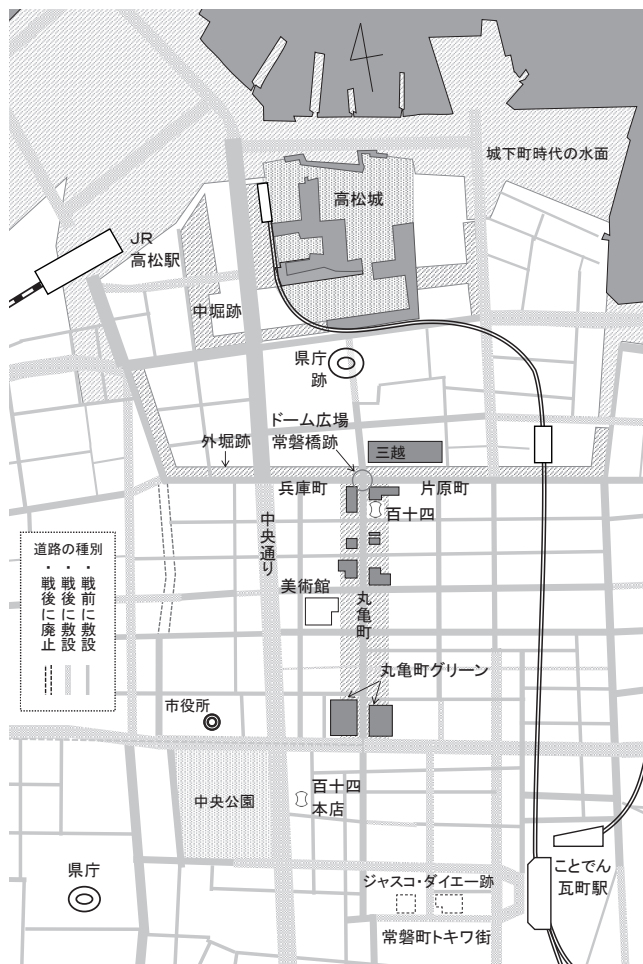 城下町時代の水面
高松城
JR
高松駅
中堀跡
県庁
跡
ドーム広場
常磐橋跡
外堀跡
三越
兵庫町
片原町
百十四
中央通り
道路の種別
・戦前に敷設
・戦後に敷設
・戦後に廃止
美術館
丸亀町
丸亀町グリーン
市役所
中央公園
百十四
本店
県庁
ジャスコ・ダイエー跡
常磐町トキワ街
ことでん
瓦町駅